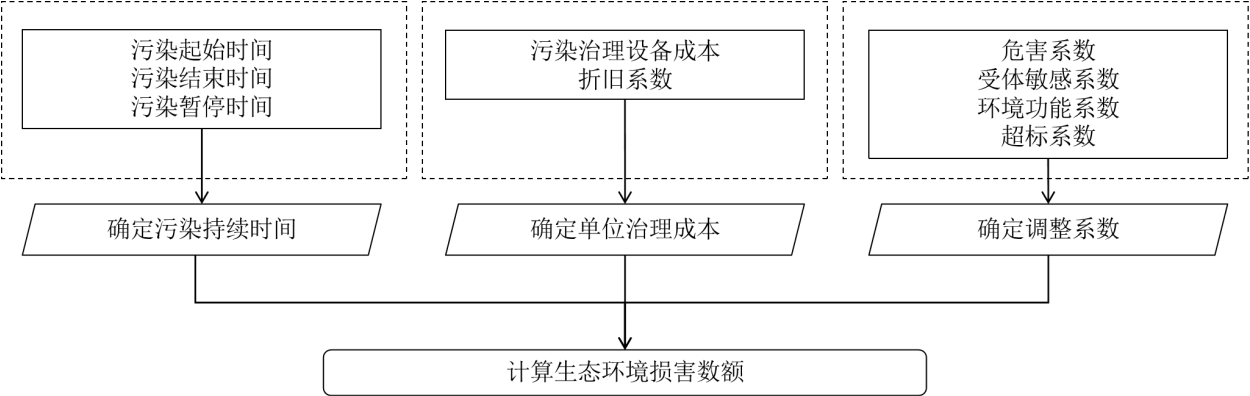 污染起始时间
污染结束时间
污染暂停时间
污染治理设备成本
折旧系数
危害系数
受体敏感系数
环境功能系数
超标系数
确定污染持续时间
确定单位治理成本
确定调整系数
计算生态环境损害数额